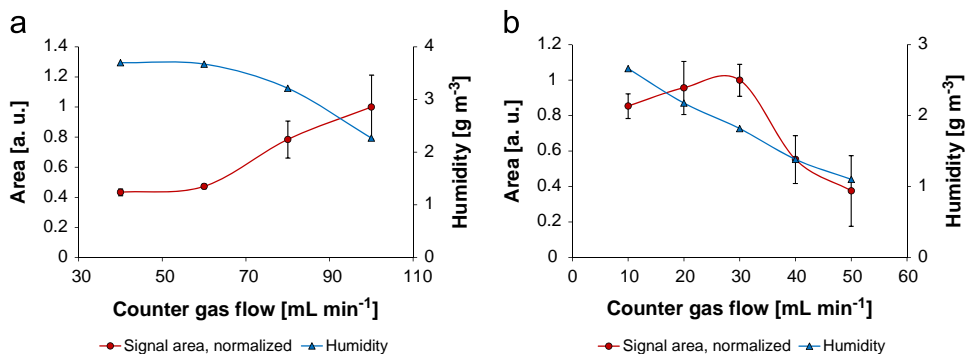 a
1.4
1.2
1
0.8
0.6
0.4
0.2
0
Area [a. u.]
4
3
2
1
0
Humidity [g m⁻³]
30 50 70 90 110
Counter gas flow [mL min⁻¹]
Signal area, normalized Humidity
b
1.2
1
0.8
0.6
0.4
0.2
0
Area [a. u.]
3
2
1
0
Humidity [g m⁻³]
0 10 20 30 40 50 60
Counter gas flow [mL min⁻¹]
Signal area, normalized Humidity